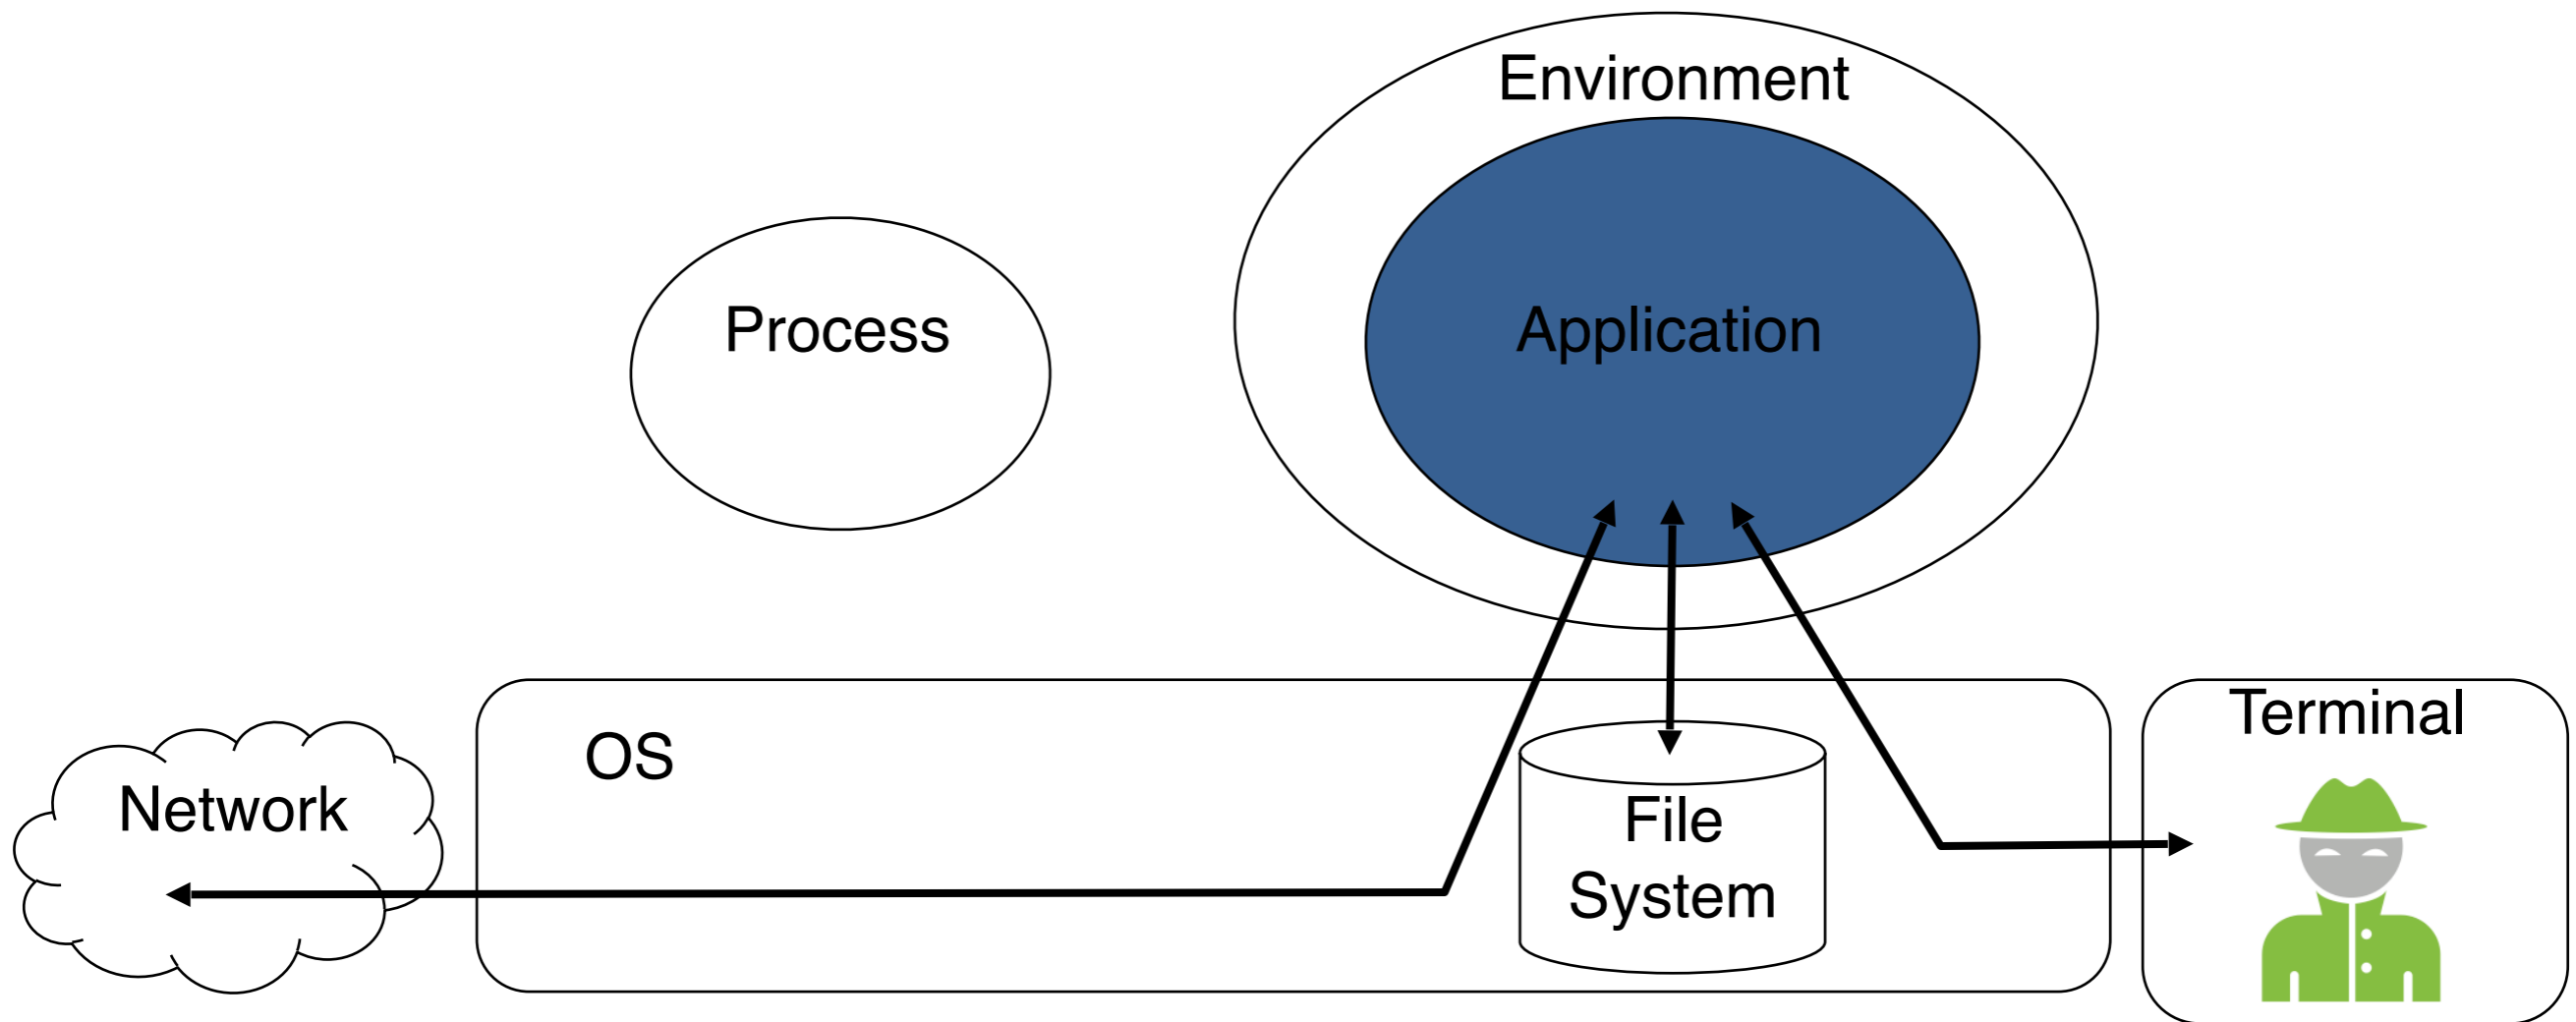 Environment
Process
Application
OS
Terminal
Network
File
System